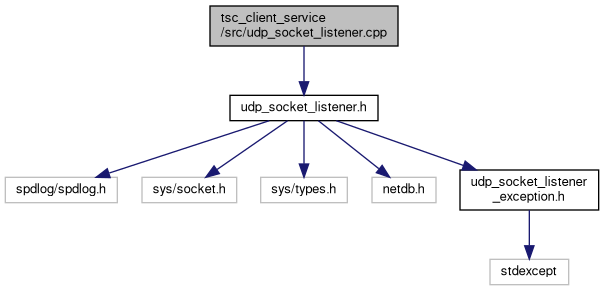 tsc_client_service
/src/udp_socket_listener.cpp
udp_socket_listener.h
spdlog/spdlog.h
sys/socket.h
sys/types.h
netdb.h
udp_socket_listener
_exception.h
stdexcept